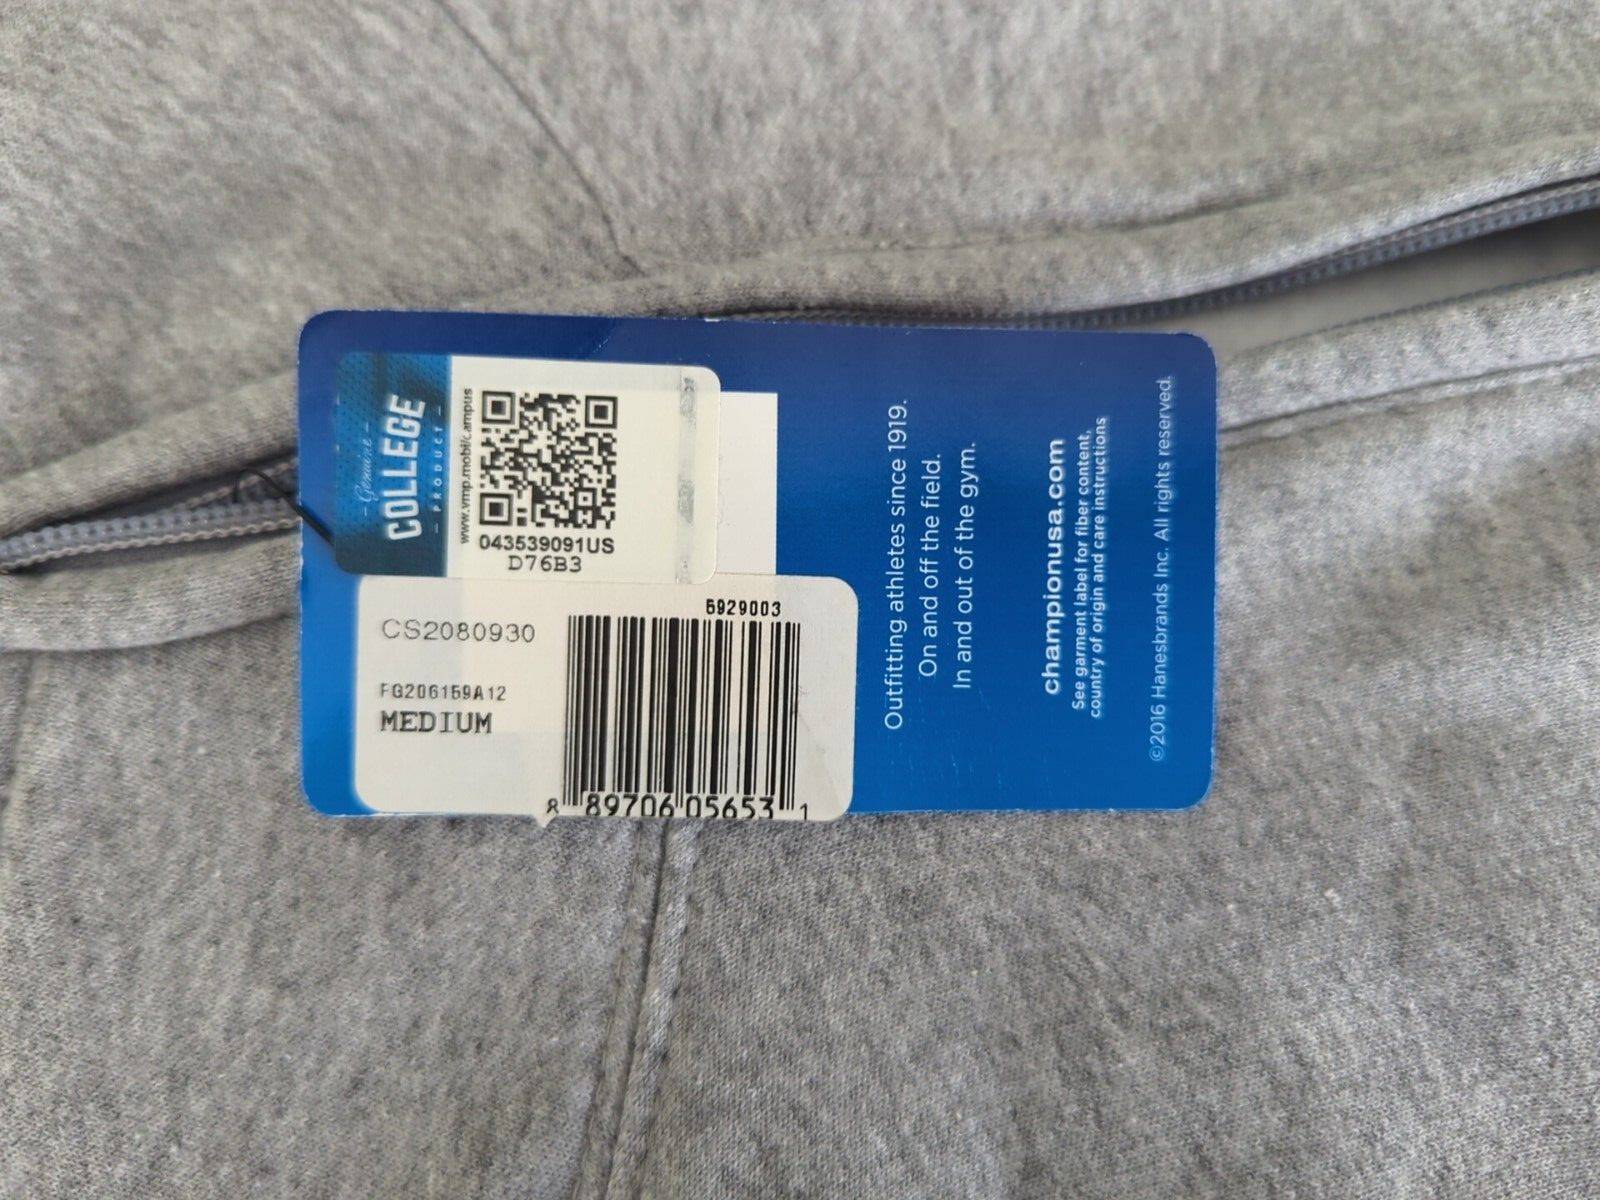 - Genuine -
COLLEGE
- PRODUCT -
www.vmp.mobi/campus
043539091US
D76B3
6929003
CS2080930
FG206159A12
MEDIUM
8 89706 05653 1
Outfitting athletes since 1919.
On and off the field.
In and out of the gym.
championusa.com
See garment label for fiber content,
country of origin and care instructions
©2016 Hanesbrands Inc. All rights reserved.